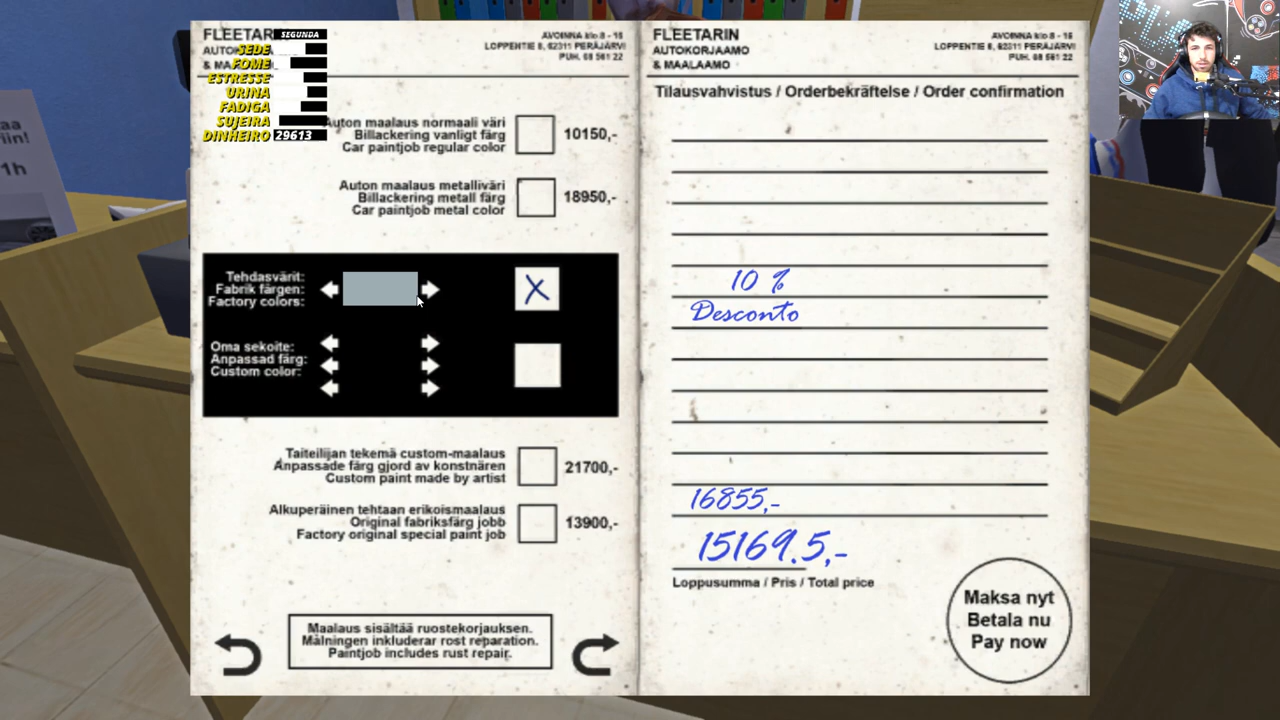 FLEETAR
SEGUNDA
AVOINNA klo 8 - 16
LOPPENTIE 8, 62311 PERÄJÄRVI
PUH. 68 561 22
SEDE
FOME
ESTRESSE
URINA
FADIGA
SUJEIRA
DINHEIRO 29613
Auton maalaus normaali väri
Billackering vanligt färg
Car paintjob regular color
10150,-
Auton maalaus metalliväri
Billackering metall färg
Car paintjob metal color
18950,-
Tehdasvärit:
Fabrik färgen:
Factory colors:
X
Oma sekoite:
Anpassad färg:
Custom color:
Taiteilijan tekemä custom-maalaus
Anpassade färg gjord av konstnären
Custom paint made by artist
21700,-
Alkuperäinen tehtaan erikoismaalaus
Original fabriksfärg jobb
Factory original special paint job
13900,-
Maalaus sisältää ruostekorjauksen.
Målningen inkluderar rost reparation.
Paintjob includes rust repair.
FLEETARIN
AUTOKORJAAMO
& MAALAAMO
AVOINNA klo 8 - 16
LOPPENTIE 8, 62311 PERÄJÄRVI
PUH. 68 561 22
Tilausvahvistus / Orderbekräftelse / Order confirmation
10 %
Desconto
16855,-
15169.5,-
Loppusumma / Pris / Total price
Maksa nyt
Betala nu
Pay now
1h